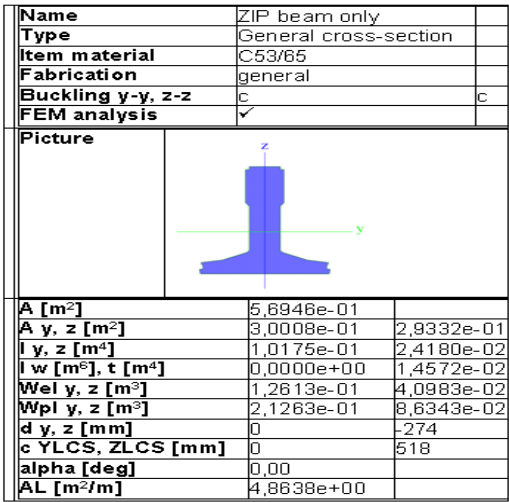 Name ZIP beam only
Type General cross-section
Item material C53/65
Fabrication general
Buckling y-y, z-z c c
FEM analysis ✓
Picture
z
y
A [m²] 5,6946e-01
A y, z [m²] 3,0008e-01 2,9332e-01
I y, z [m⁴] 1,0175e-01 2,4180e-02
I w [m⁶], t [m⁴] 0,0000e+00 1,4572e-02
Wel y, z [m³] 1,2613e-01 4,0983e-02
Wpl y, z [m³] 2,1263e-01 8,6343e-02
d y, z [mm] 0 -274
c YLCS, ZLCS [mm] 0 518
alpha [deg] 0,00
AL [m²/m] 4,8638e+00